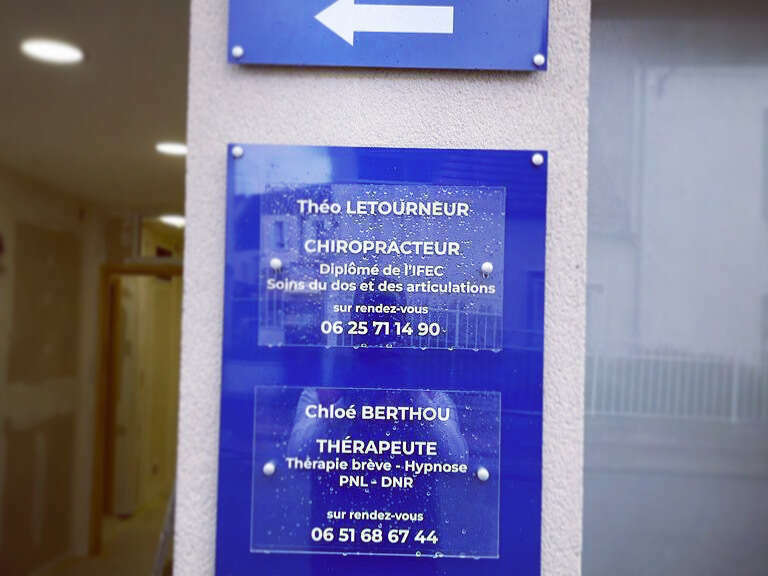 Théo LETOURNEUR
CHIROPRACTEUR
Diplômé de l'IFEC
Soins du dos et des articulations
sur rendez-vous
06 25 71 14 90
Chloé BERTHOU
THÉRAPEUTE
Thérapie brève - Hypnose
PNL - DNR
sur rendez-vous
06 51 68 67 44